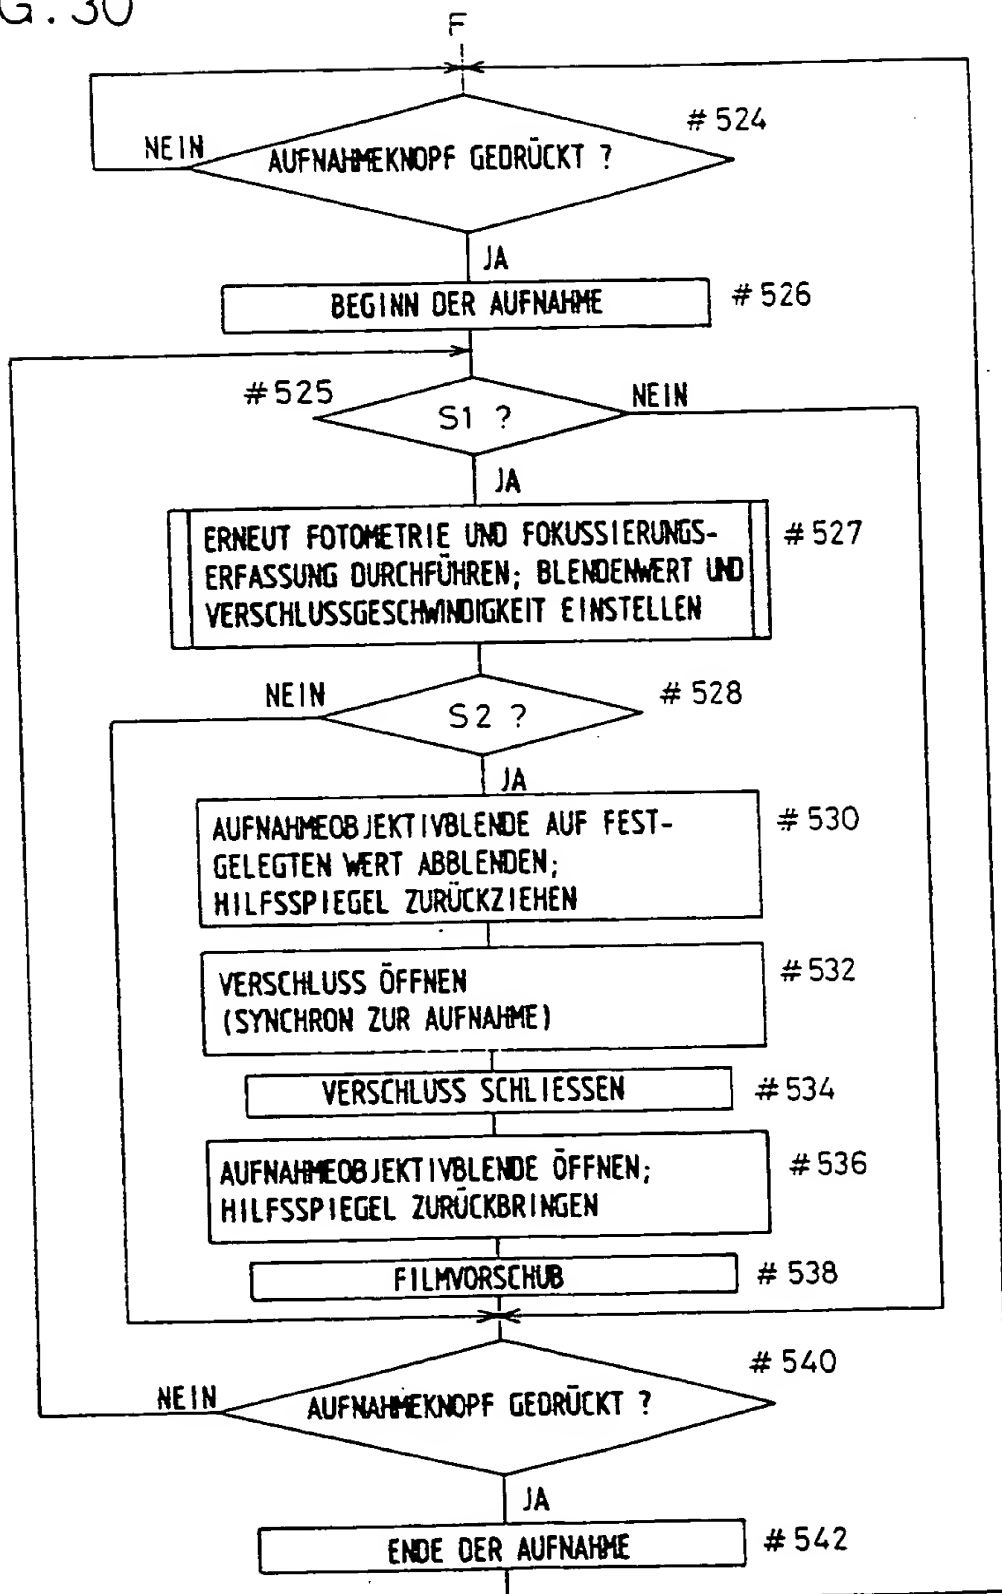 G. 30
F
#524
NEIN
AUFNAHMEKNOPF GEDRÜCKT ?
JA
BEGINN DER AUFNAHME
#526
#525
S1 ?
NEIN
JA
ERNEUT FOTOMETRIE UND FOKUSSIERUNGS-
ERFASSUNG DURCHFÜHREN; BLENDENWERT UND
VERSCHLUSSGESCHWINDIGKEIT EINSTELLEN
#527
NEIN
S2 ?
#528
JA
AUFNAHMEOBJEKTIVBLENDE AUF FEST-
GELEGTEN WERT ABBLENDEN;
HILFSSPIEGEL ZURÜCKZIEHEN
#530
VERSCHLUSS ÖFFNEN
(SYNCHRON ZUR AUFNAHME)
#532
VERSCHLUSS SCHLIESSEN
#534
AUFNAHMEOBJEKTIVBLENDE ÖFFNEN;
HILFSSPIEGEL ZURÜCKBRINGEN
#536
FILMVORSCHUB
#538
#540
NEIN
AUFNAHMEKNOPF GEDRÜCKT ?
JA
ENDE DER AUFNAHME
#542